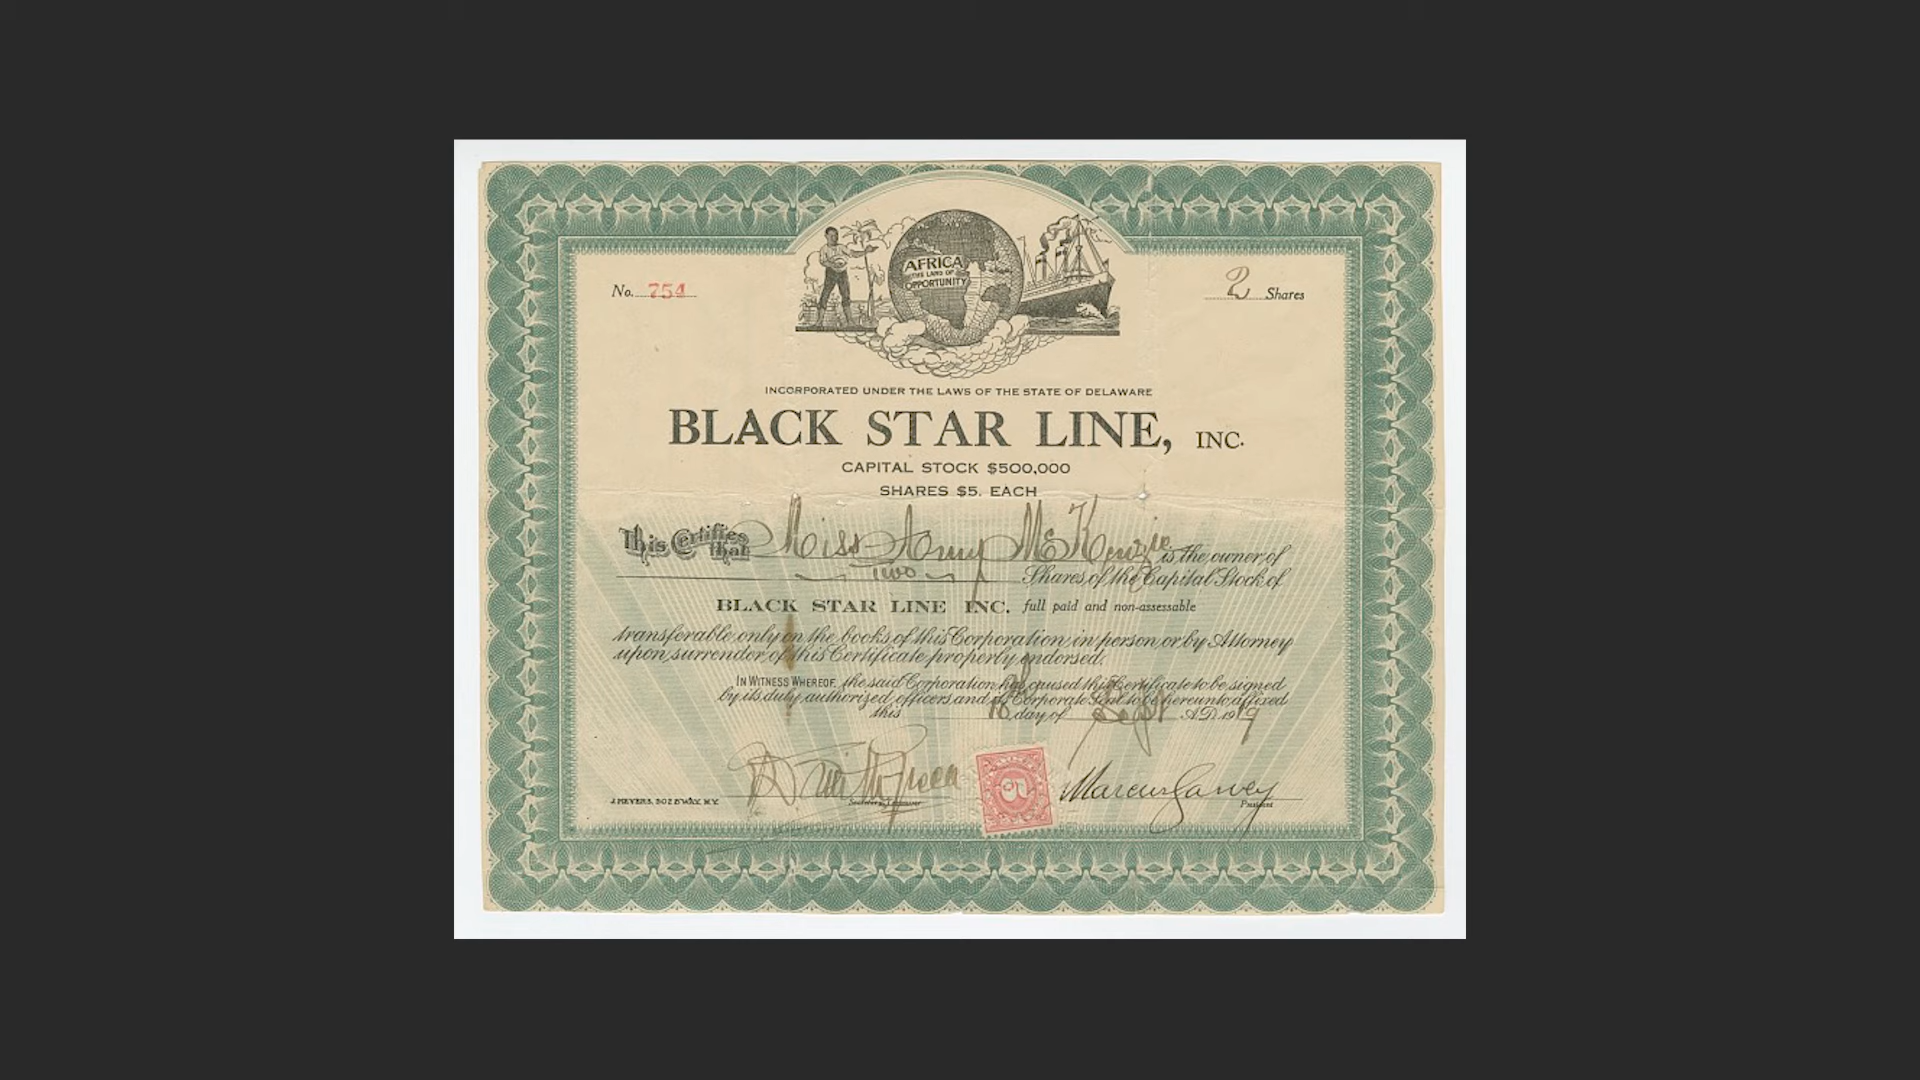 AFRICA
THE LAND OF
OPPORTUNITY
No. 754
2 Shares
INCORPORATED UNDER THE LAWS OF THE STATE OF DELAWARE
BLACK STAR LINE, INC.
CAPITAL STOCK $500,000
SHARES $5. EACH
This Certifies that Miss Amy McKenzie is the owner of
Two Shares of the Capital Stock of
BLACK STAR LINE INC. full paid and non-assessable
transferable only on the books of this Corporation in person or by Attorney
upon surrender of this Certificate properly endorsed.
IN WITNESS WHEREOF, the said Corporation has caused this Certificate to be signed
by its duly authorized officers and its Corporate Seal to be hereunto affixed
this 18 day of Sept A.D. 1919
Marcus Garvey
J. MEYERS, 302 B'WAY, N.Y.
Secretary, Treasurer
President